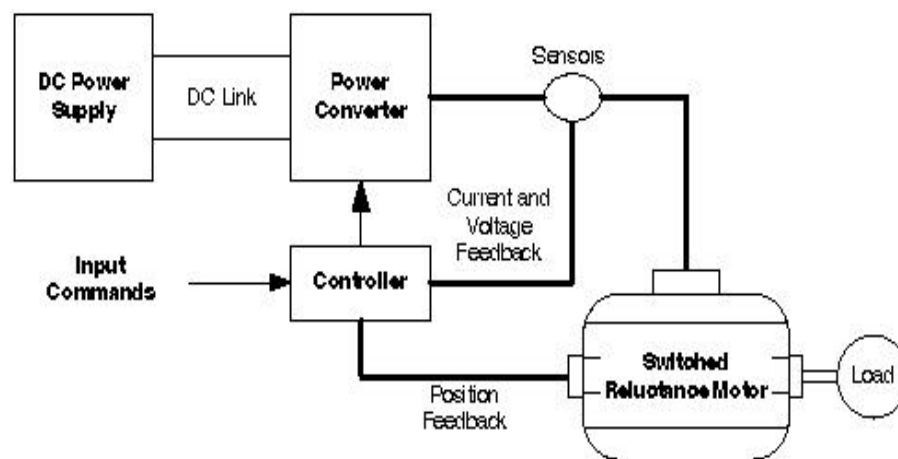 DC Power
Supply
DC Link
Power
Converter
Sensors
Current and
Voltage
Feedback
Input
Commands
Controller
Switched
Reluctance Motor
Load
Position
Feedback